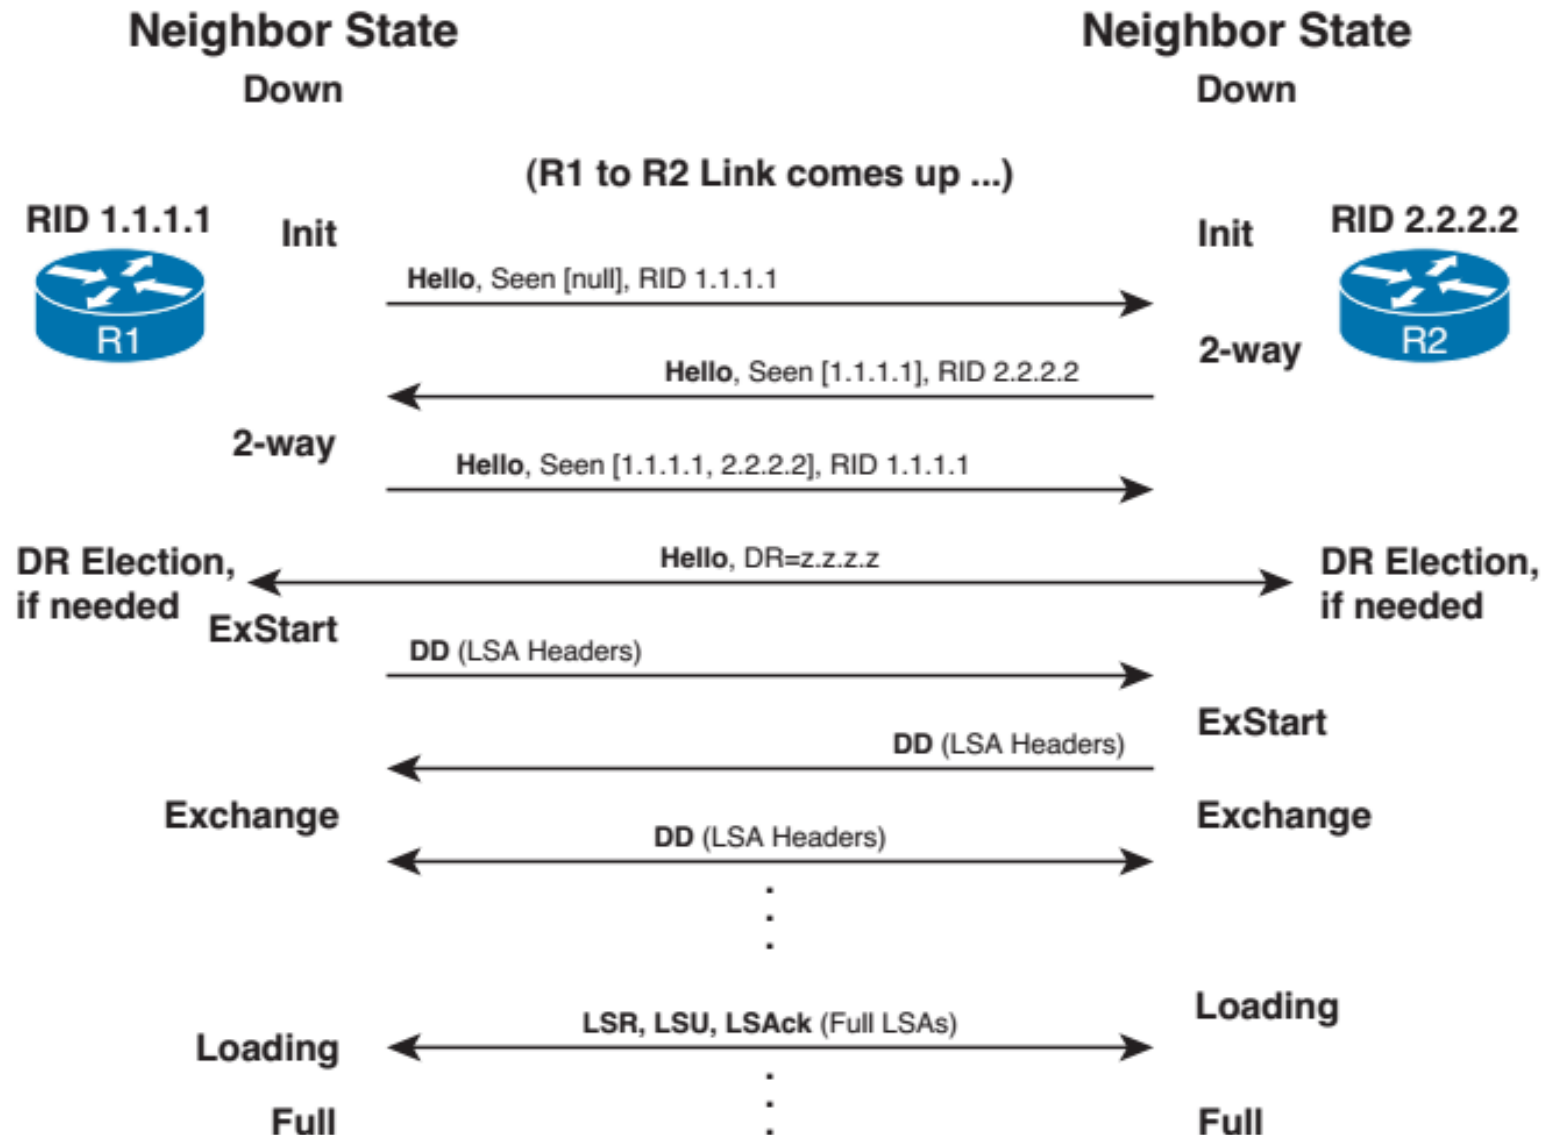 Neighbor State
Neighbor State
Down
Down
(R1 to R2 Link comes up ...)
RID 1.1.1.1
Init
Init
RID 2.2.2.2
Hello, Seen [null], RID 1.1.1.1
R1
R2
2-way
Hello, Seen [1.1.1.1], RID 2.2.2.2
2-way
Hello, Seen [1.1.1.1, 2.2.2.2], RID 1.1.1.1
Hello, DR=z.z.z.z
DR Election,
if needed
DR Election,
if needed
ExStart
DD (LSA Headers)
ExStart
DD (LSA Headers)
Exchange
Exchange
DD (LSA Headers)
Loading
LSR, LSU, LSAck (Full LSAs)
Loading
Full
Full